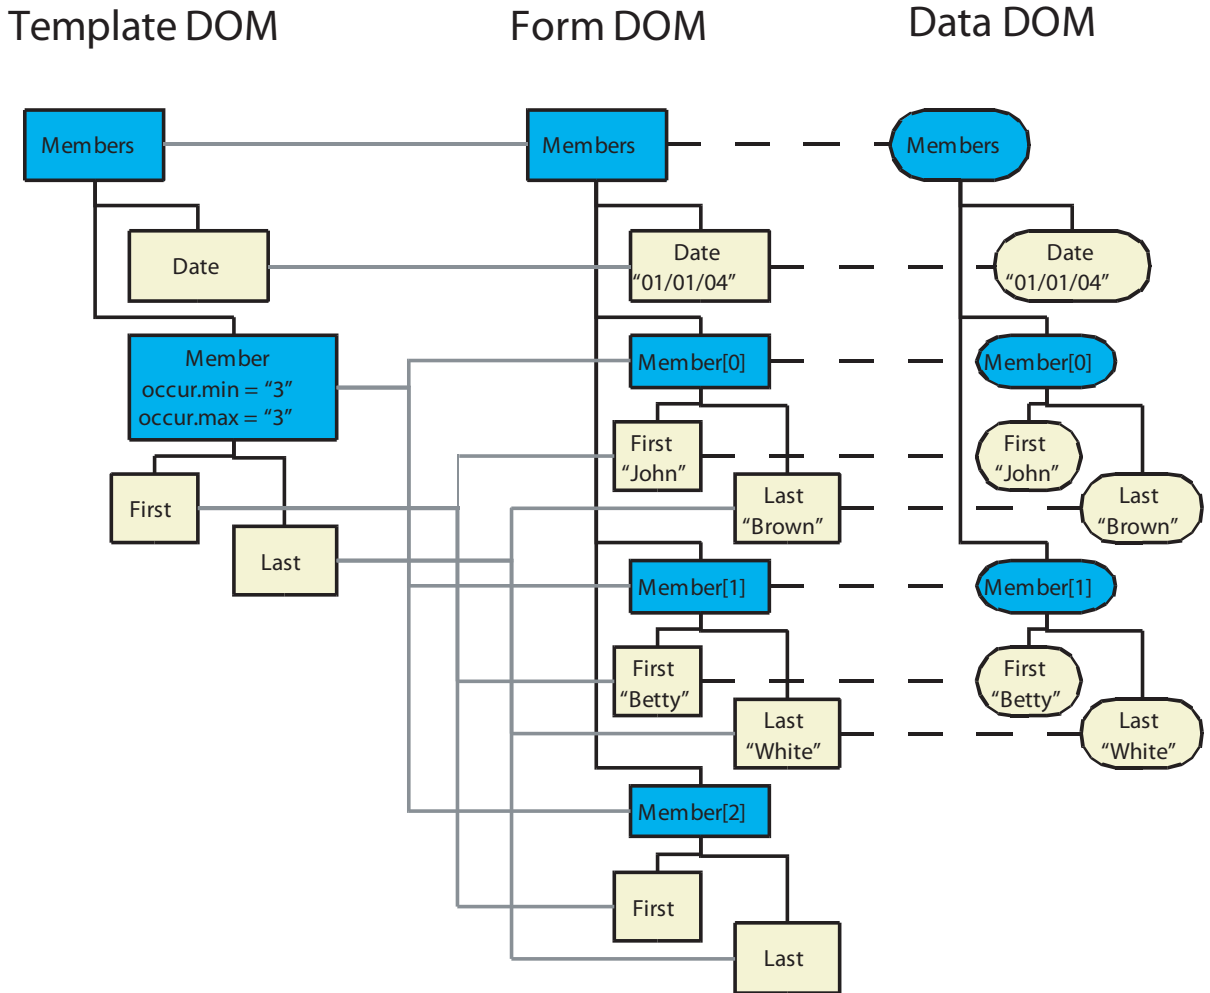 Template DOM
Form DOM
Data DOM
Members
Members
Members
Date
Date
“01/01/04”
Date
“01/01/04”
Member
occur.min = “3”
occur.max = “3”
Member[0]
Member[0]
First
First
“John”
First
“John”
Last
Last
“Brown”
Last
“Brown”
Member[1]
Member[1]
First
“Betty”
First
“Betty”
Last
“White”
Last
“White”
Member[2]
First
Last